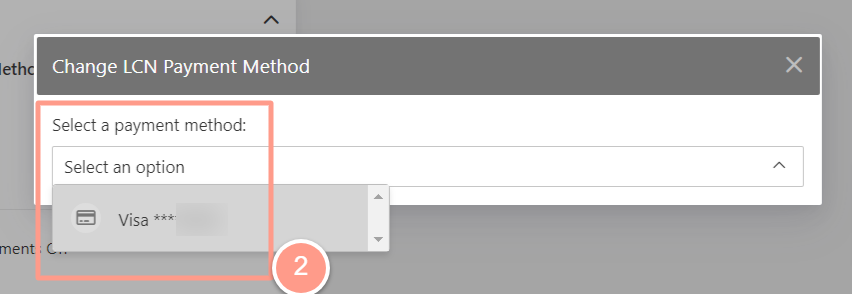 Change LCN Payment Method
Select a payment method:
Select an option
Visa ****
2